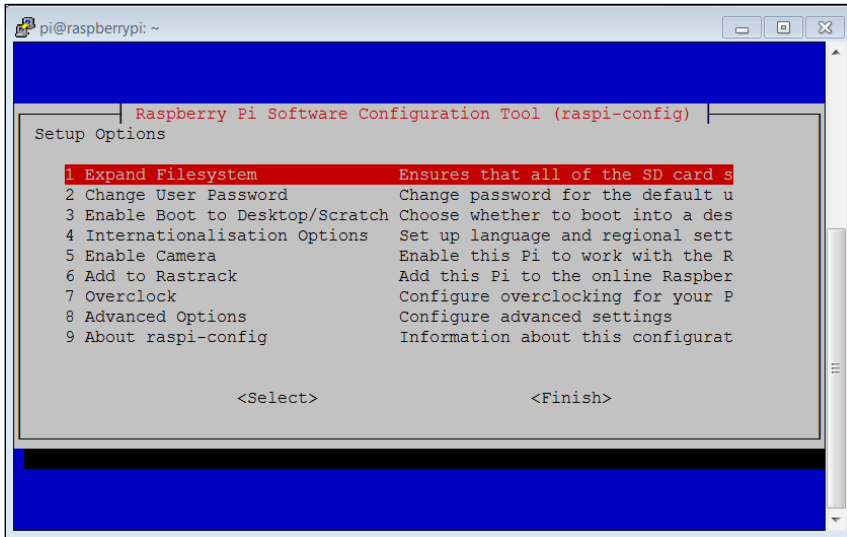 pi@raspberrypi: ~
Raspberry Pi Software Configuration Tool (raspi-config)
Setup Options
1 Expand Filesystem Ensures that all of the SD card s
2 Change User Password Change password for the default u
3 Enable Boot to Desktop/Scratch Choose whether to boot into a des
4 Internationalisation Options Set up language and regional sett
5 Enable Camera Enable this Pi to work with the R
6 Add to Rastrack Add this Pi to the online Raspber
7 Overclock Configure overclocking for your P
8 Advanced Options Configure advanced settings
9 About raspi-config Information about this configurat
<Select> <Finish>